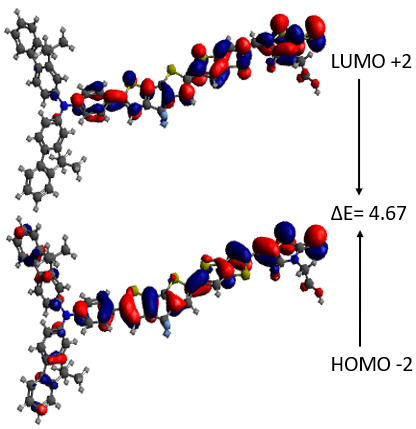 LUMO +2
ΔE= 4.67
HOMO -2